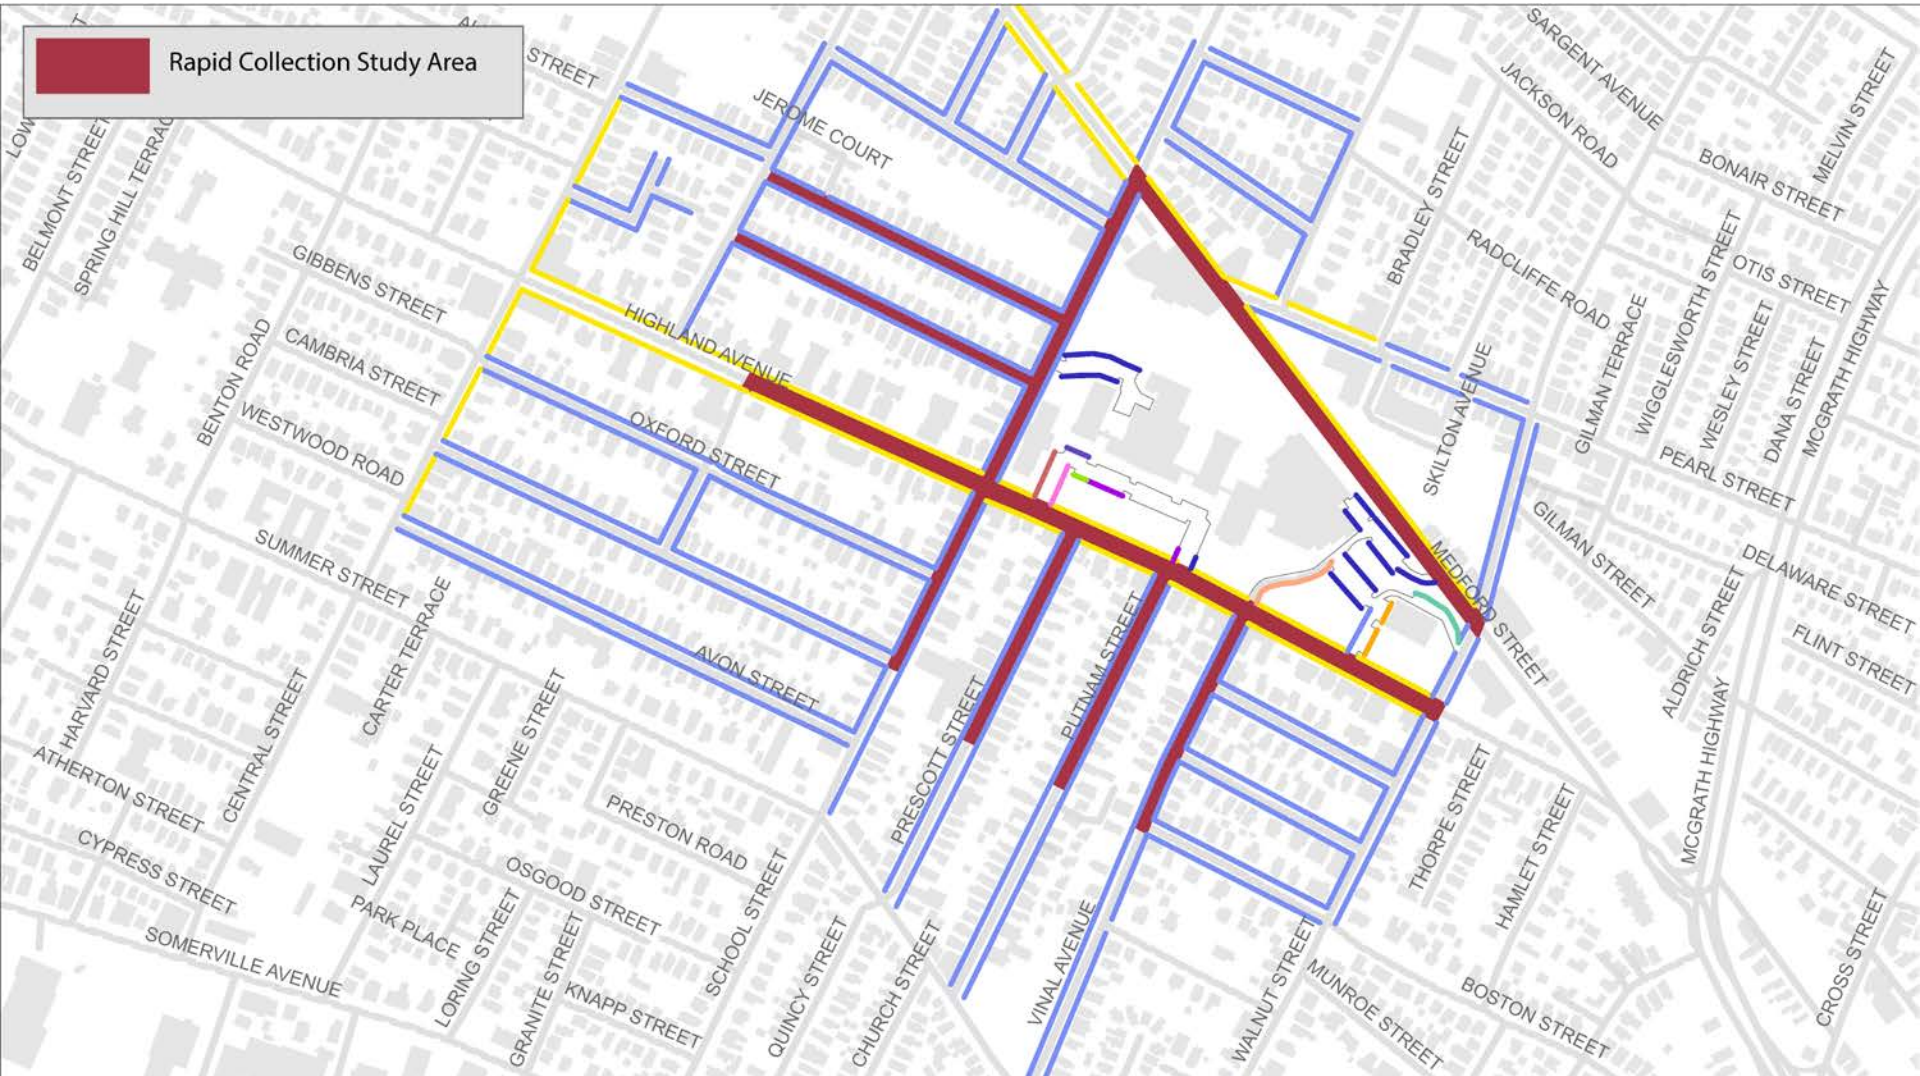 Rapid Collection Study Area
STREET
SARGENT AVENUE
JACKSON ROAD
MELVIN STREET
BONAIR STREET
JEROME COURT
BELMONT STREET
SPRING HILL TERRAC
BRADLEY STREET
RADCLIFFE ROAD
OTIS STREET
WIGGLESWORTH STREET
GILMAN TERRACE
WESLEY STREET
DANA STREET
MCGRATH HIGHWAY
GIBBENS STREET
CAMBRIA STREET
BENTON ROAD
WESTWOOD ROAD
HIGHLAND AVENUE
OXFORD STREET
SKILTON AVENUE
PEARL STREET
GILMAN STREET
DELAWARE STREET
FLINT STREET
MEDFORD STREET
ALDRICH STREET
SUMMER STREET
CARTER TERRACE
HARVARD STREET
CENTRAL STREET
AVON STREET
PUTNAM STREET
PRESCOTT STREET
ATHERTON STREET
LAUREL STREET
GREENE STREET
PRESTON ROAD
THORPE STREET
HAMLET STREET
MCGRATH HIGHWAY
CYPRESS STREET
PARK PLACE
OSGOOD STREET
SCHOOL STREET
SOMERVILLE AVENUE
LORING STREET
GRANITE STREET
KNAPP STREET
QUINCY STREET
CHURCH STREET
VINAL AVENUE
WALNUT STREET
MUNROE STREET
BOSTON STREET
CROSS STREET